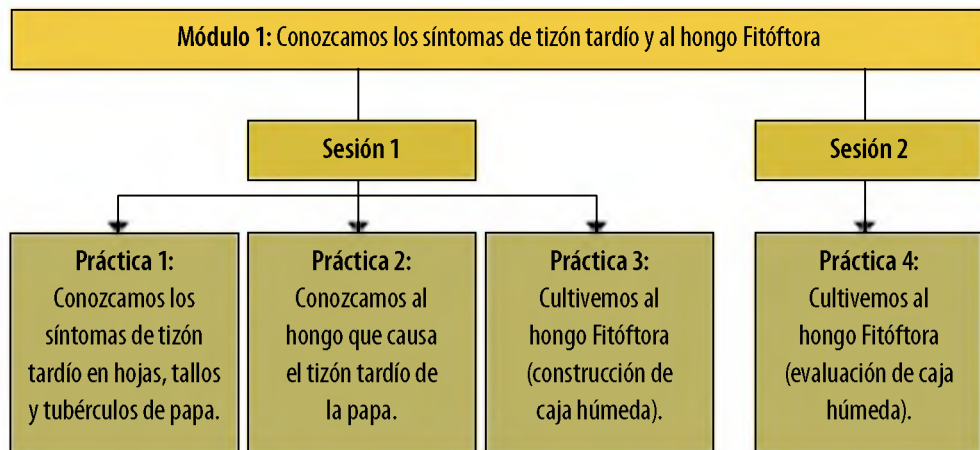 Módulo 1: Conozcamos los síntomas de tizón tardío y al hongo Fitóftora
Sesión 1
Sesión 2
Práctica 1:
Conozcamos los
síntomas de tizón
tardío en hojas, tallos
y tubérculos de papa.
Práctica 2:
Conozcamos al
hongo que causa
el tizón tardío de
la papa.
Práctica 3:
Cultivemos al
hongo Fitóftora
(construcción de
caja húmeda).
Práctica 4:
Cultivemos al
hongo Fitóftora
(evaluación de caja
húmeda).